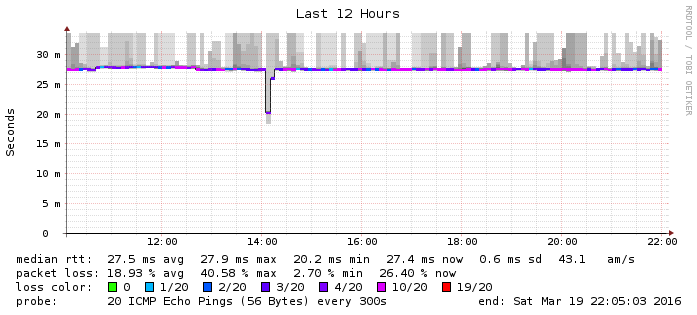 Last 12 Hours
RRDTOOL / TOBI OETIKER
Seconds
30 m
25 m
20 m
15 m
10 m
5 m
0
12:00 14:00 16:00 18:00 20:00 22:00
median rtt: 27.5 ms avg 27.9 ms max 20.2 ms min 27.4 ms now 0.6 ms sd 43.1 am/s
packet loss: 18.93 % avg 40.58 % max 2.70 % min 26.40 % now
loss color: 0 1/20 2/20 3/20 4/20 10/20 19/20
probe: 20 ICMP Echo Pings (56 Bytes) every 300s end: Sat Mar 19 22:05:03 2016